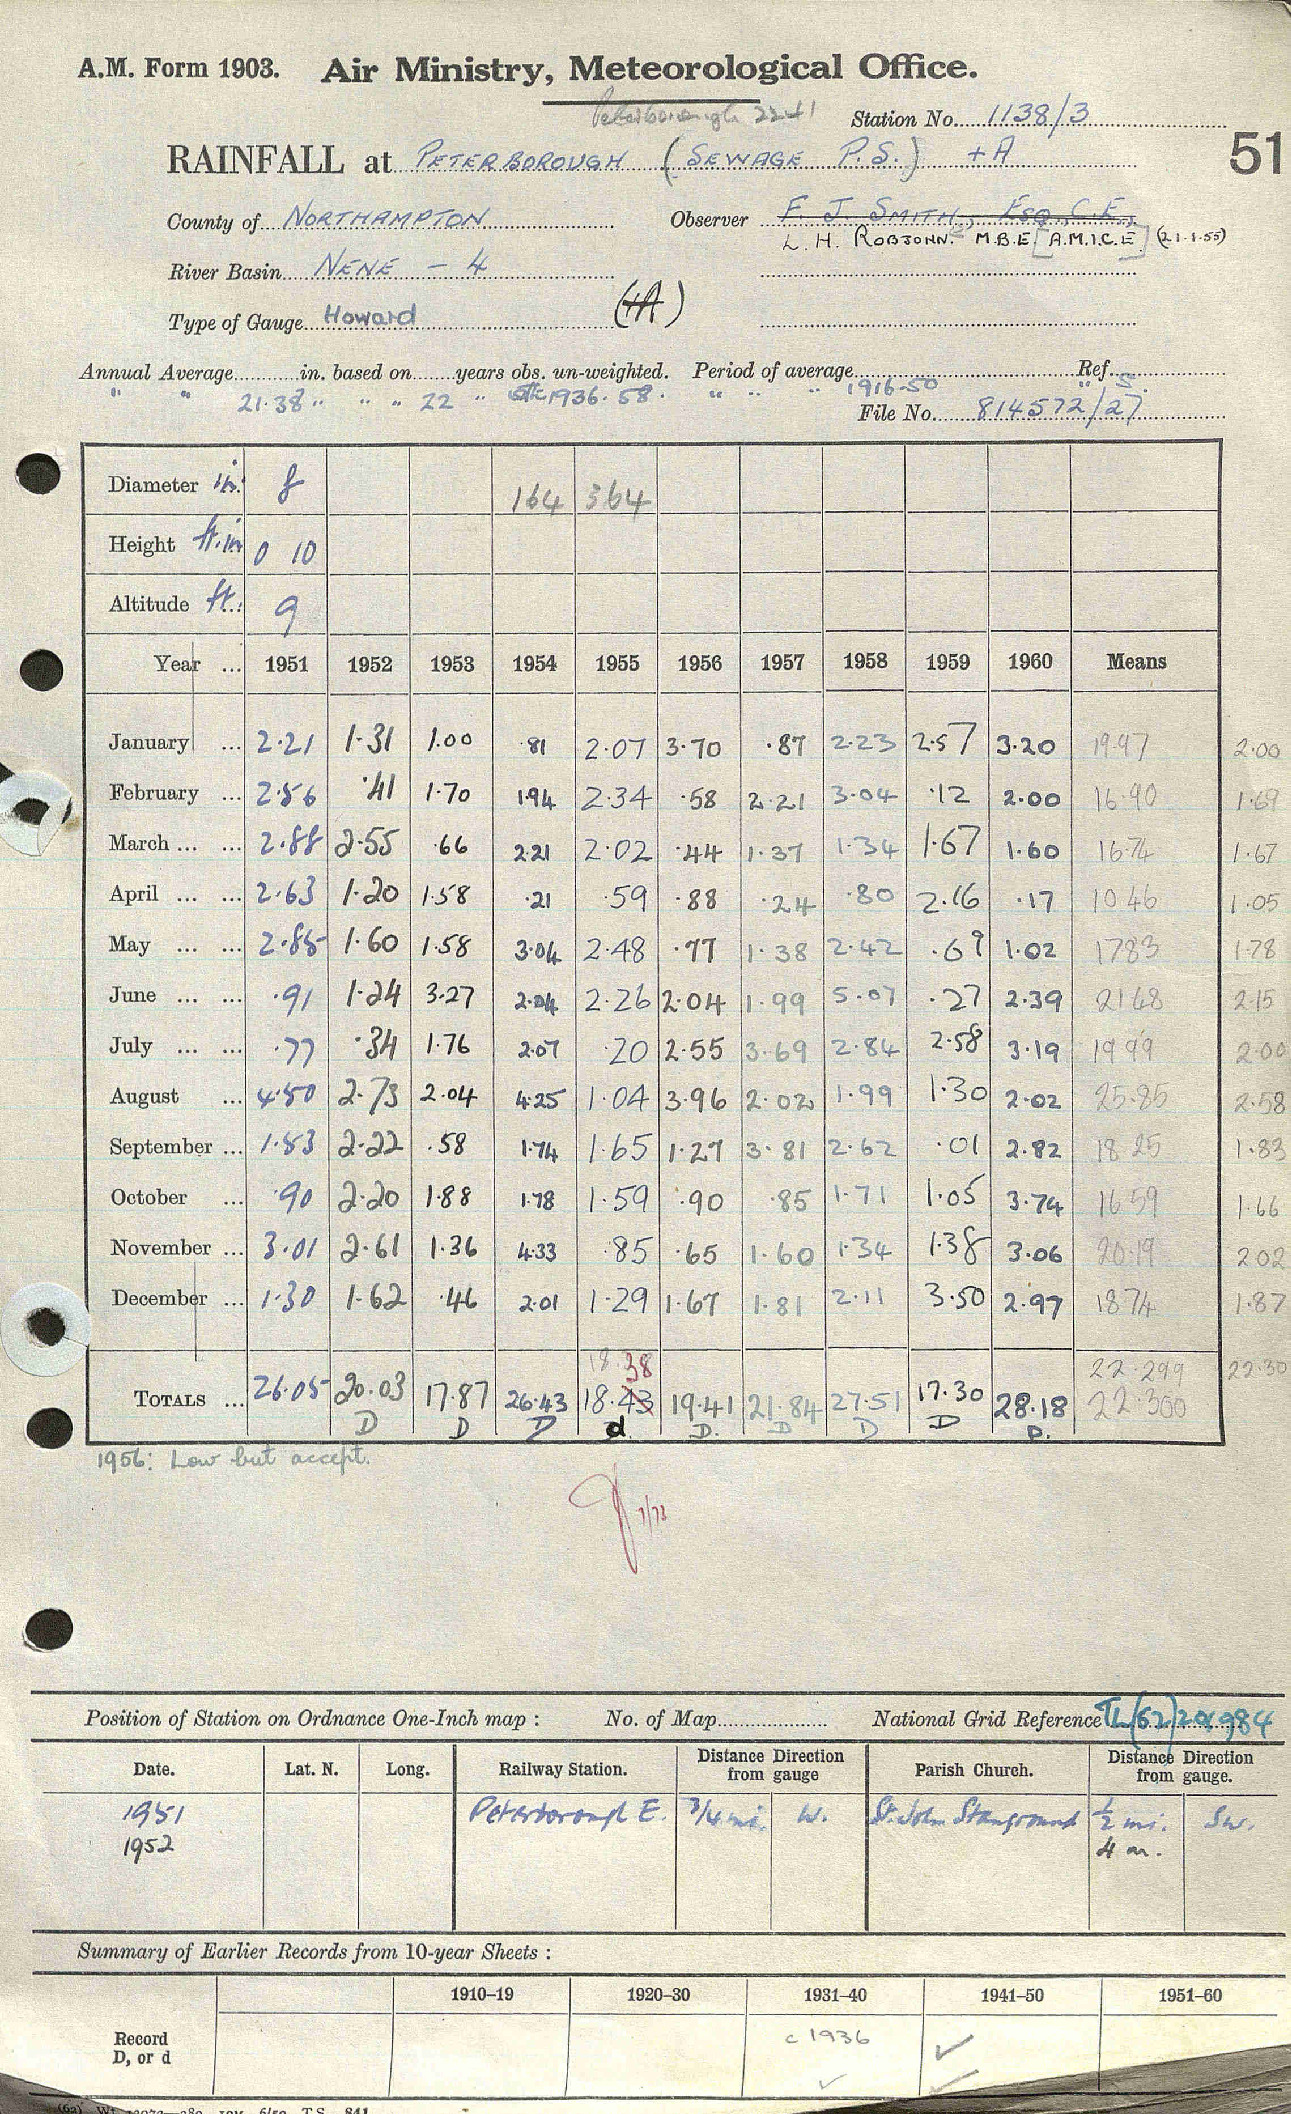 A.M. Form 1903. Air Ministry, Meteorological Office.
Peterborough 2241
Station No. 1138/3
51
RAINFALL at PETERBOROUGH (SEWAGE P.S.) +A
County of NORTHAMPTON Observer F. J. SMITH, ESQ., C.E.,
L. H. ROBJOHN. M.B.E [A.M.I.C.E] (21.1.55)
River Basin NENE - 4
Type of Gauge Howard (+A)
Annual Average in. based on years obs. un-weighted. Period of average Ref.
" " 21.38 " " " 22 " 1936-58. " " " 1916-50 " S.
File No. 814572/27
Diameter in. 8 164 364
Height ft.in 0 10
Altitude ft. 9
Year ... 1951 1952 1953 1954 1955 1956 1957 1958 1959 1960 Means
January ... 2.21 1.31 1.00 .81 2.07 3.70 .87 2.23 2.57 3.20 19.97 2.00
February ... 2.56 .41 1.70 1.94 2.34 .58 2.21 3.04 .12 2.00 16.90 1.69
March ... ... 2.88 2.55 .66 2.21 2.02 .44 1.37 1.34 1.67 1.60 16.74 1.67
April ... ... 2.63 1.20 1.58 .21 .59 .88 .24 .80 2.16 .17 10 46 1.05
May ... ... 2.85 1.60 1.58 3.04 2.48 .77 1.38 2.42 .69 1.02 1783 1.78
June ... ... .91 1.24 3.27 2.04 2.26 2.04 1.99 5.07 .27 2.39 2148 2.15
July ... ... .77 .34 1.76 2.07 .20 2.55 3.69 2.84 2.58 3.19 19 99 2.00
August ... 4.50 2.73 2.04 4.25 1.04 3.96 2.02 1.99 1.30 2.02 25.85 2.58
September ... 1.53 2.22 .58 1.74 1.65 1.27 3.81 2.62 .01 2.82 18 25 1.83
October ... .90 2.20 1.88 1.78 1.59 .90 .85 1.71 1.05 3.74 16.59 1.66
November ... 3.01 2.61 1.36 4.33 .85 .65 1.60 1.34 1.38 3.06 20.19 2.02
December ... 1.30 1.62 .46 2.01 1.29 1.67 1.81 2.11 3.50 2.97 18.74 1.87
18.38 22.299 22.30
TOTALS ... 26.05 20.03 17.87 26.43 18.43 19.41 21.84 27.51 17.30 28.18 22.300
D D D d D. D D D D.
1956: Low but accept.
7/73
Position of Station on Ordnance One-Inch map : No. of Map National Grid Reference TL(52) 984
Date. Lat. N. Long. Railway Station. Distance Direction from gauge Parish Church. Distance Direction from gauge.
1951 Peterborough E. 3/4 mi. W. St. John Stanground 1/2 mi. SW.
1952 4 m.
Summary of Earlier Records from 10-year Sheets :
1910–19 1920–30 1931–40 1941–50 1951–60
Record D, or d c 1936 ✓
✓ ✓